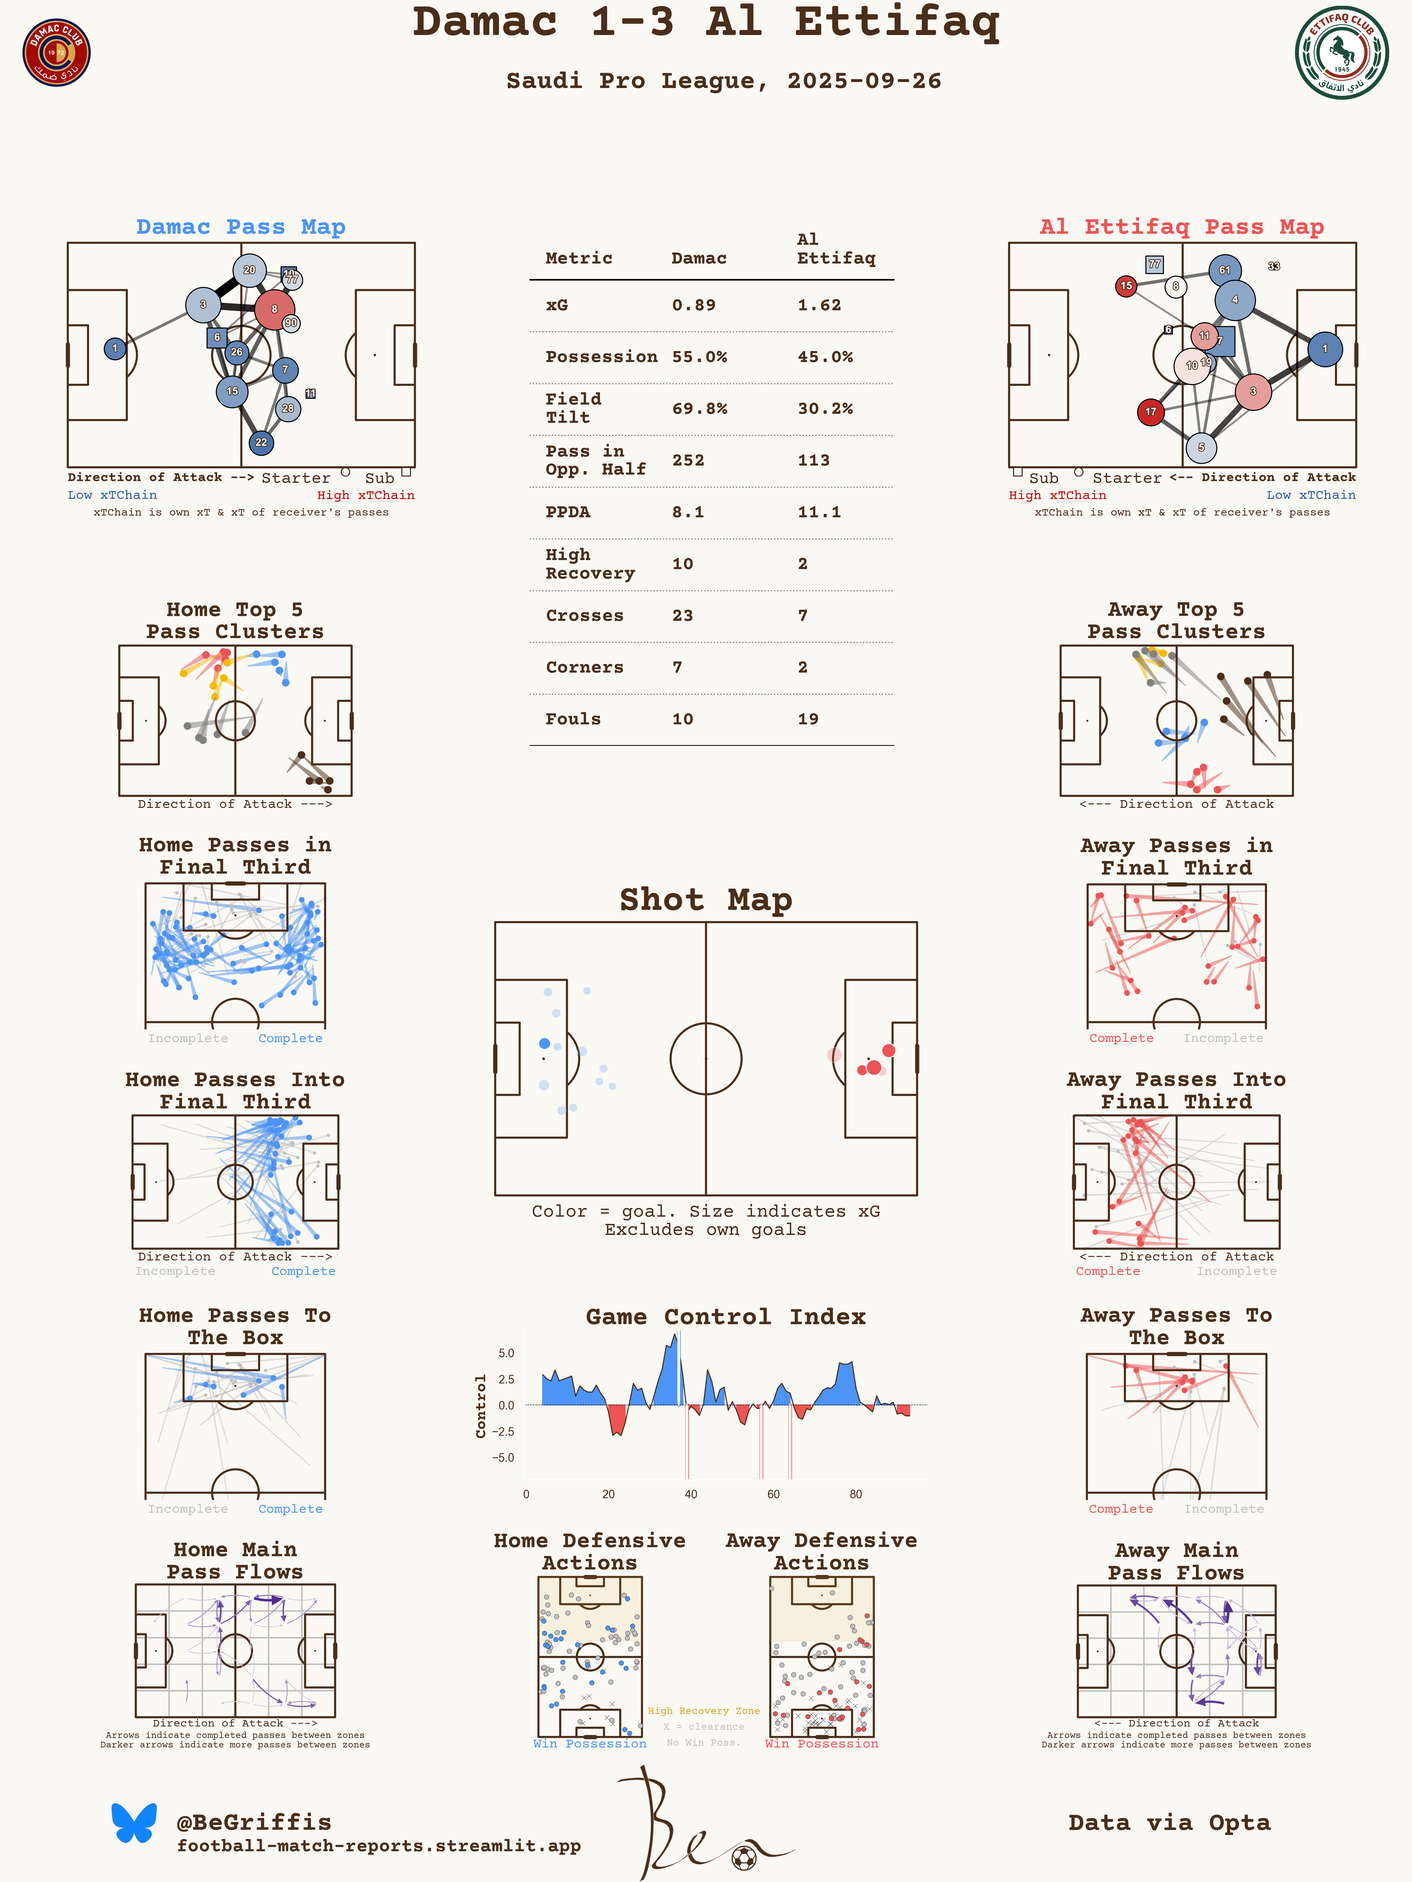 Damac 1-3 Al Ettifaq
Saudi Pro League, 2025-09-26
DAMAC CLUB
19 72
نادي ضمك
ETTIFAQ CLUB
1945
نادي الاتفاق
Damac Pass Map
20
77
3
8
90
6
26
1
7
15
11
28
22
Direction of Attack --> Starter Sub
Low xTChain High xTChain
xTChain is own xT & xT of receiver's passes
Metric Damac Al Ettifaq
xG 0.89 1.62
Possession 55.0% 45.0%
Field Tilt 69.8% 30.2%
Pass in Opp. Half 252 113
PPDA 8.1 11.1
High Recovery 10 2
Crosses 23 7
Corners 7 2
Fouls 10 19
Al Ettifaq Pass Map
77
61
33
15
8
4
6
11
7
1
10
19
3
17
5
Sub Starter <-- Direction of Attack
High xTChain Low xTChain
xTChain is own xT & xT of receiver's passes
Home Top 5
Pass Clusters
Direction of Attack --->
Away Top 5
Pass Clusters
<--- Direction of Attack
Home Passes in
Final Third
Incomplete Complete
Away Passes in
Final Third
Complete Incomplete
Shot Map
Color = goal. Size indicates xG
Excludes own goals
Home Passes Into
Final Third
Direction of Attack --->
Incomplete Complete
Away Passes Into
Final Third
<--- Direction of Attack
Complete Incomplete
Home Passes To
The Box
Incomplete Complete
Game Control Index
Control
5.0
2.5
0.0
−2.5
−5.0
0 20 40 60 80
Away Passes To
The Box
Complete Incomplete
Home Main
Pass Flows
Direction of Attack --->
Arrows indicate completed passes between zones
Darker arrows indicate more passes between zones
Home Defensive
Actions
Win Possession
High Recovery Zone
X = clearance
No Win Poss.
Away Defensive
Actions
Win Possession
Away Main
Pass Flows
<--- Direction of Attack
Arrows indicate completed passes between zones
Darker arrows indicate more passes between zones
@BeGriffis
football-match-reports.streamlit.app
Ben
Data via Opta